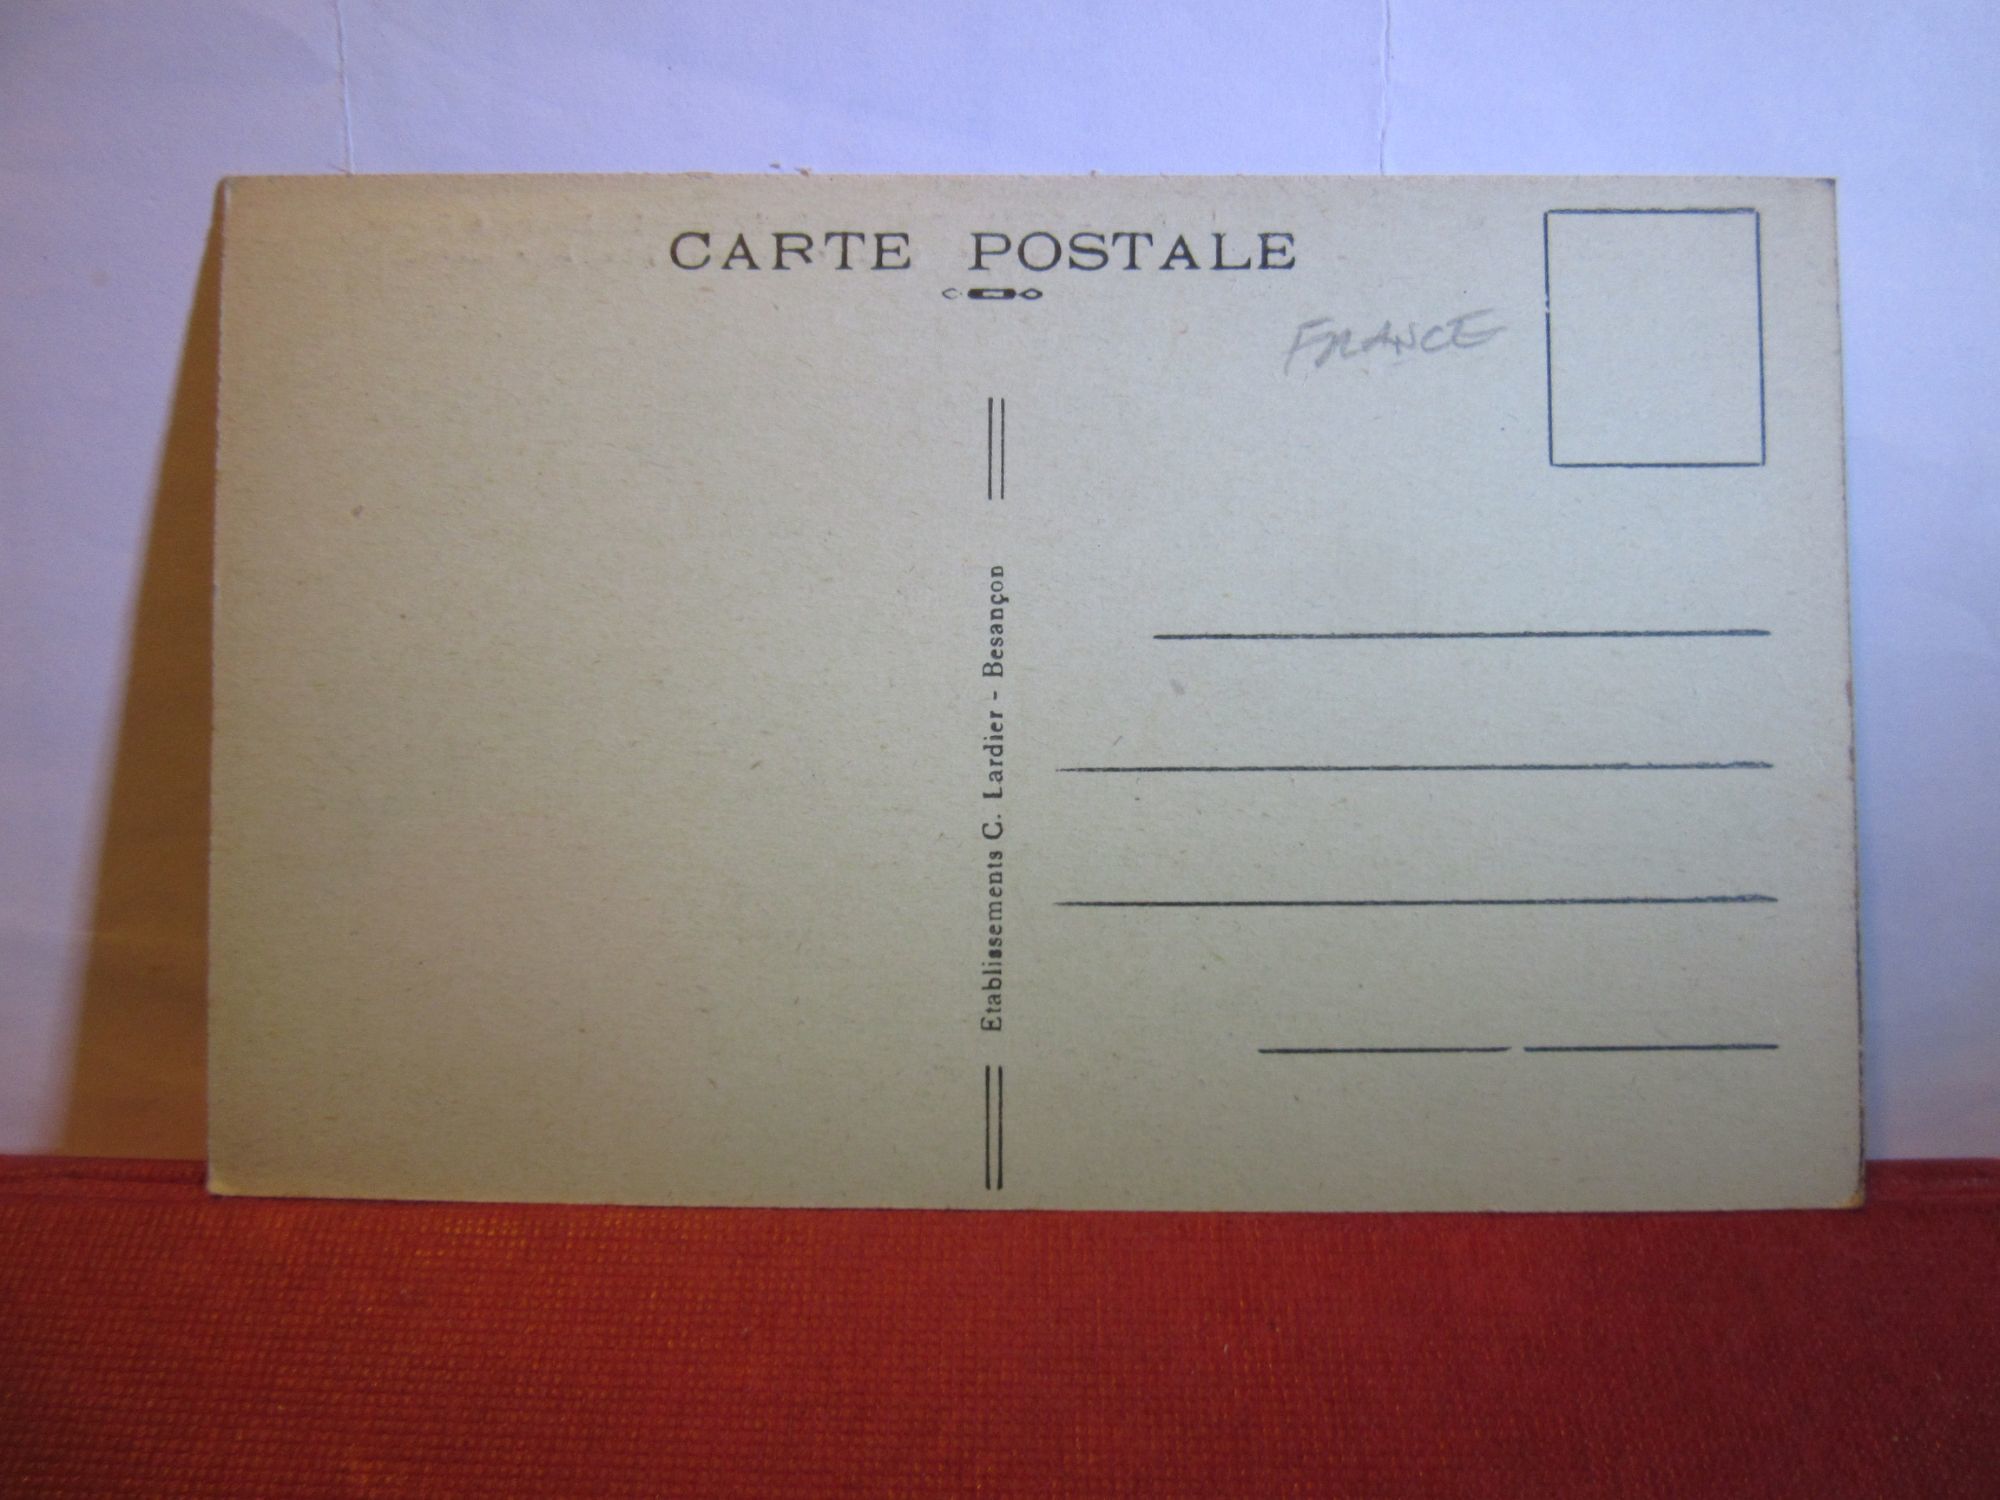 CARTE POSTALE
FRANCE
Etablissements C. Lardier - Besançon